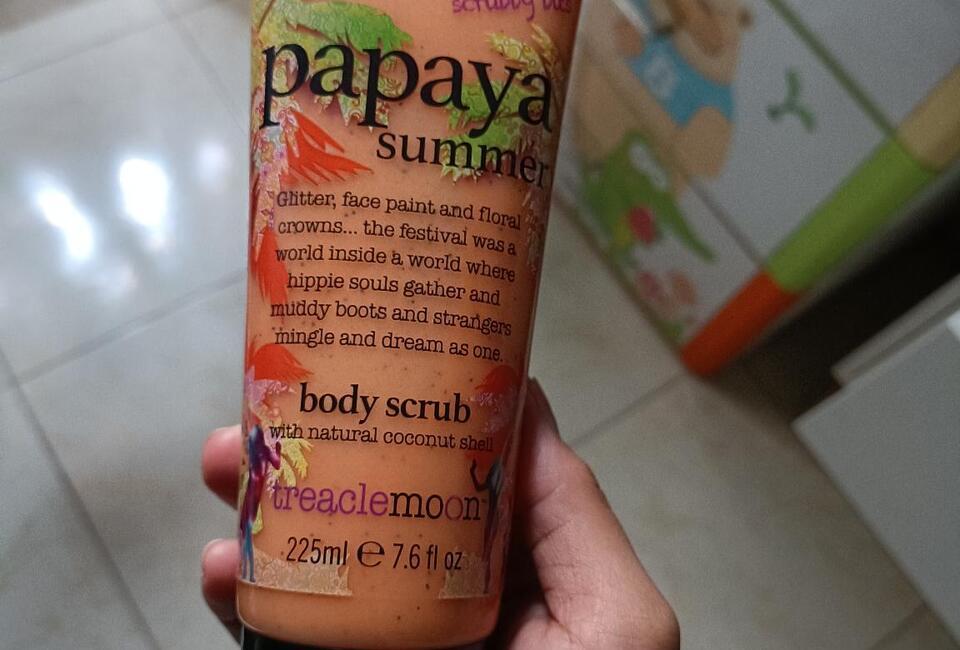 papaya
summer
Glitter, face paint and floral
crowns... the festival was a
world inside a world where
hippie souls gather and
muddy boots and strangers
mingle and dream as one.
body scrub
with natural coconut shell
treaclemoon
225ml e 7.6 fl oz